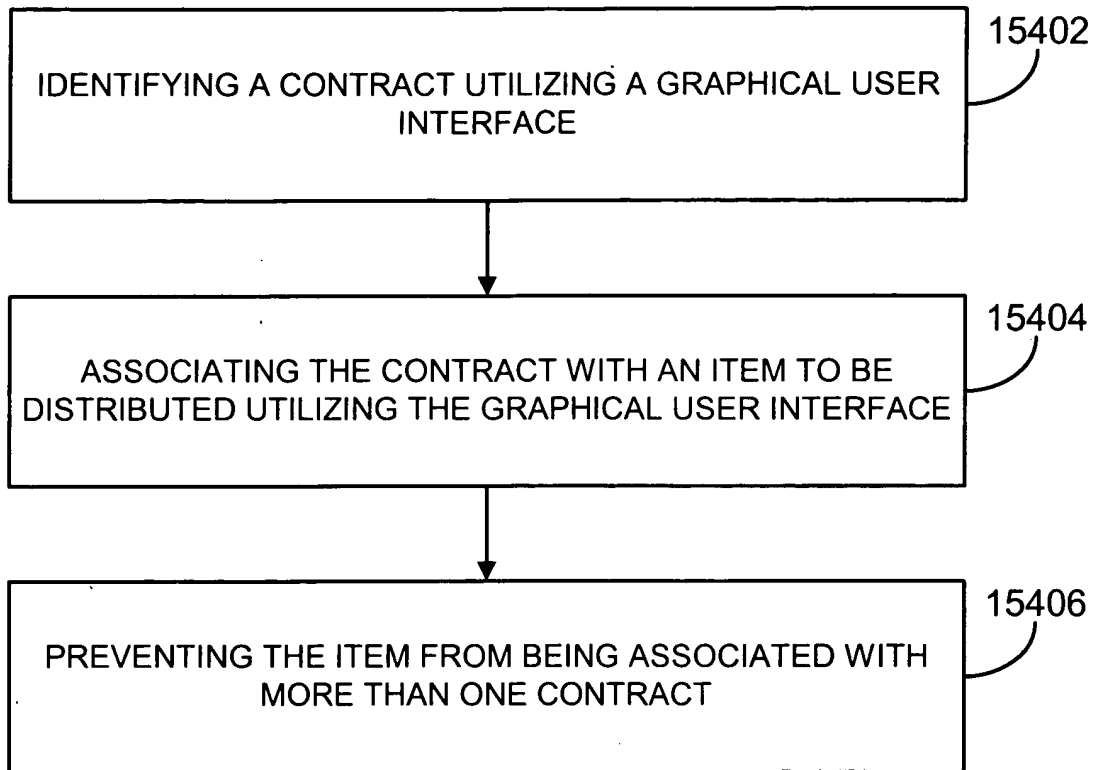 15402
IDENTIFYING A CONTRACT UTILIZING A GRAPHICAL USER
INTERFACE
15404
ASSOCIATING THE CONTRACT WITH AN ITEM TO BE
DISTRIBUTED UTILIZING THE GRAPHICAL USER INTERFACE
15406
PREVENTING THE ITEM FROM BEING ASSOCIATED WITH
MORE THAN ONE CONTRACT